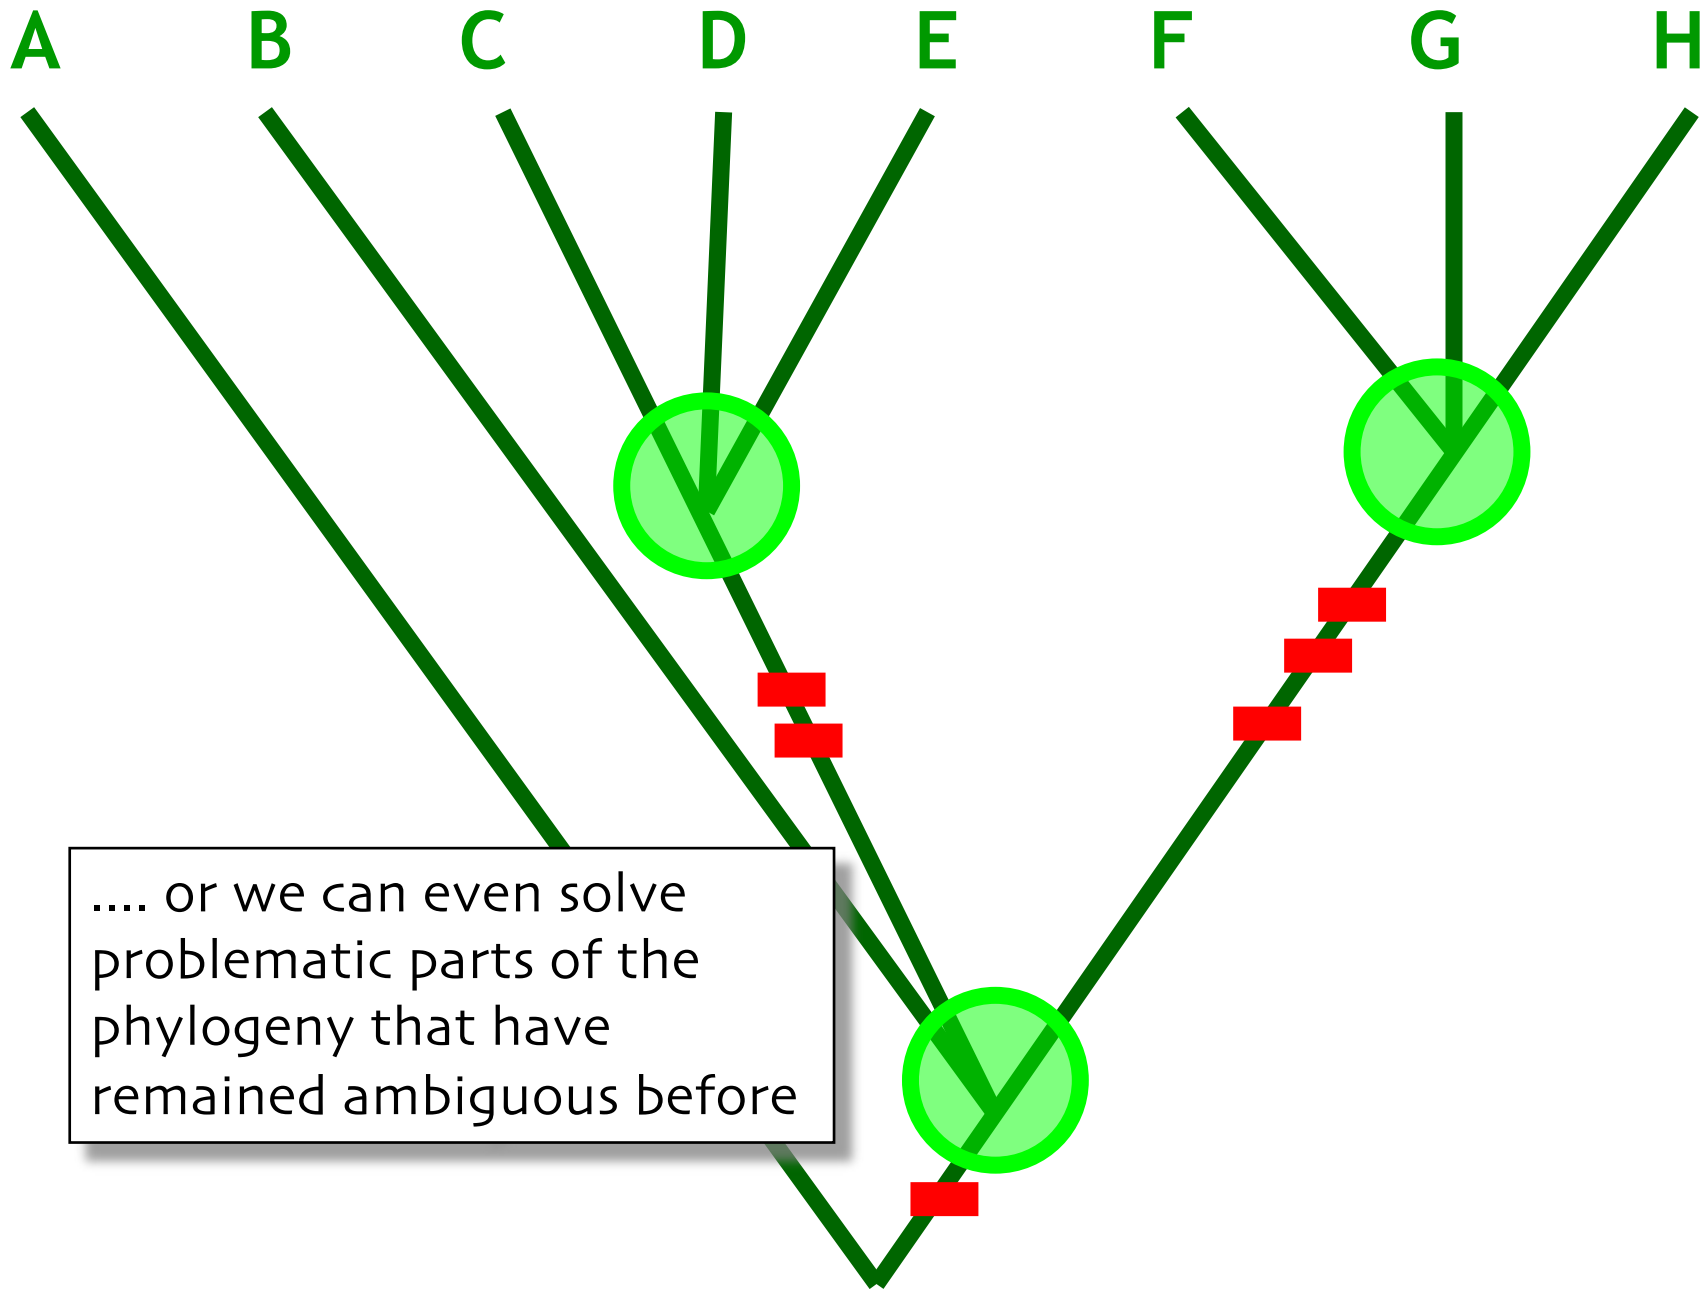 A B C D E F G H
.... or we can even solve
problematic parts of the
phylogeny that have
remained ambiguous before